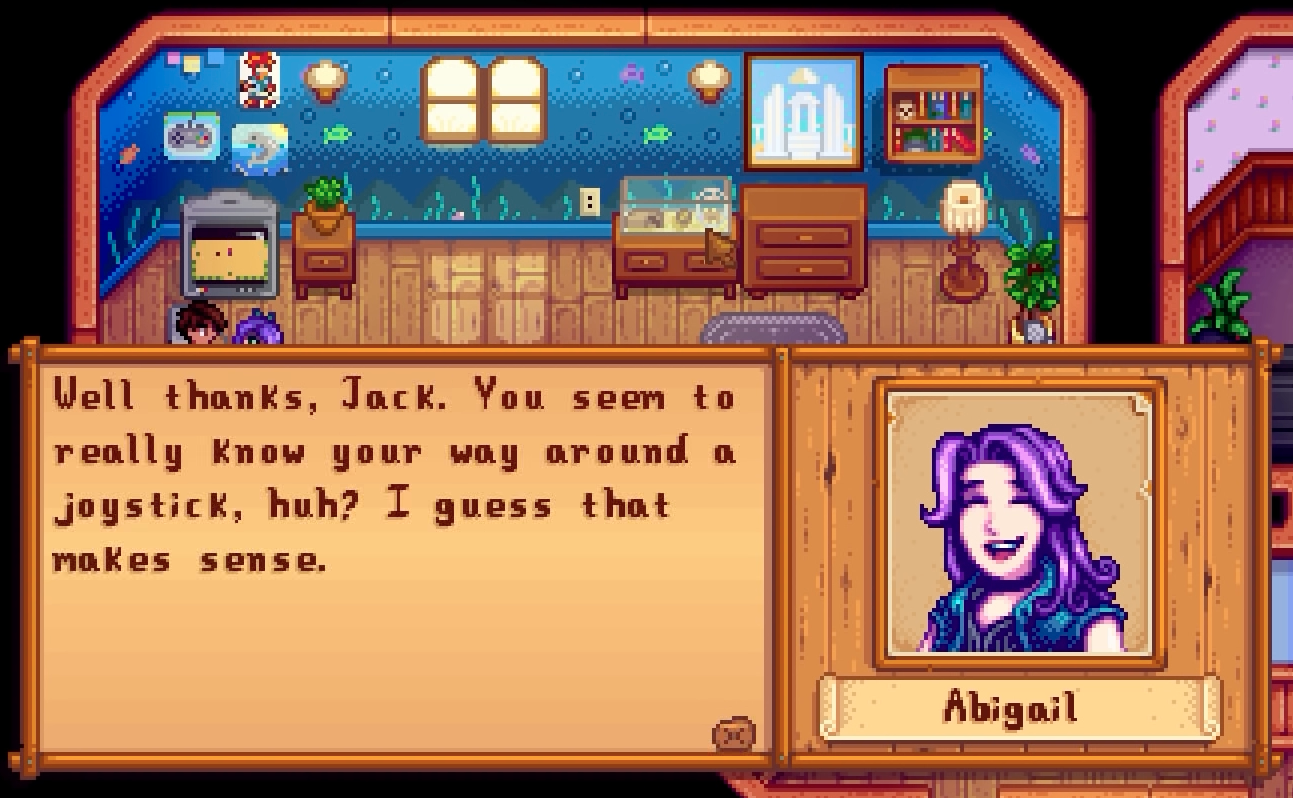 Well thanks, Jack. You seem to
really know your way around a
joystick, huh? I guess that
makes sense.
Abigail